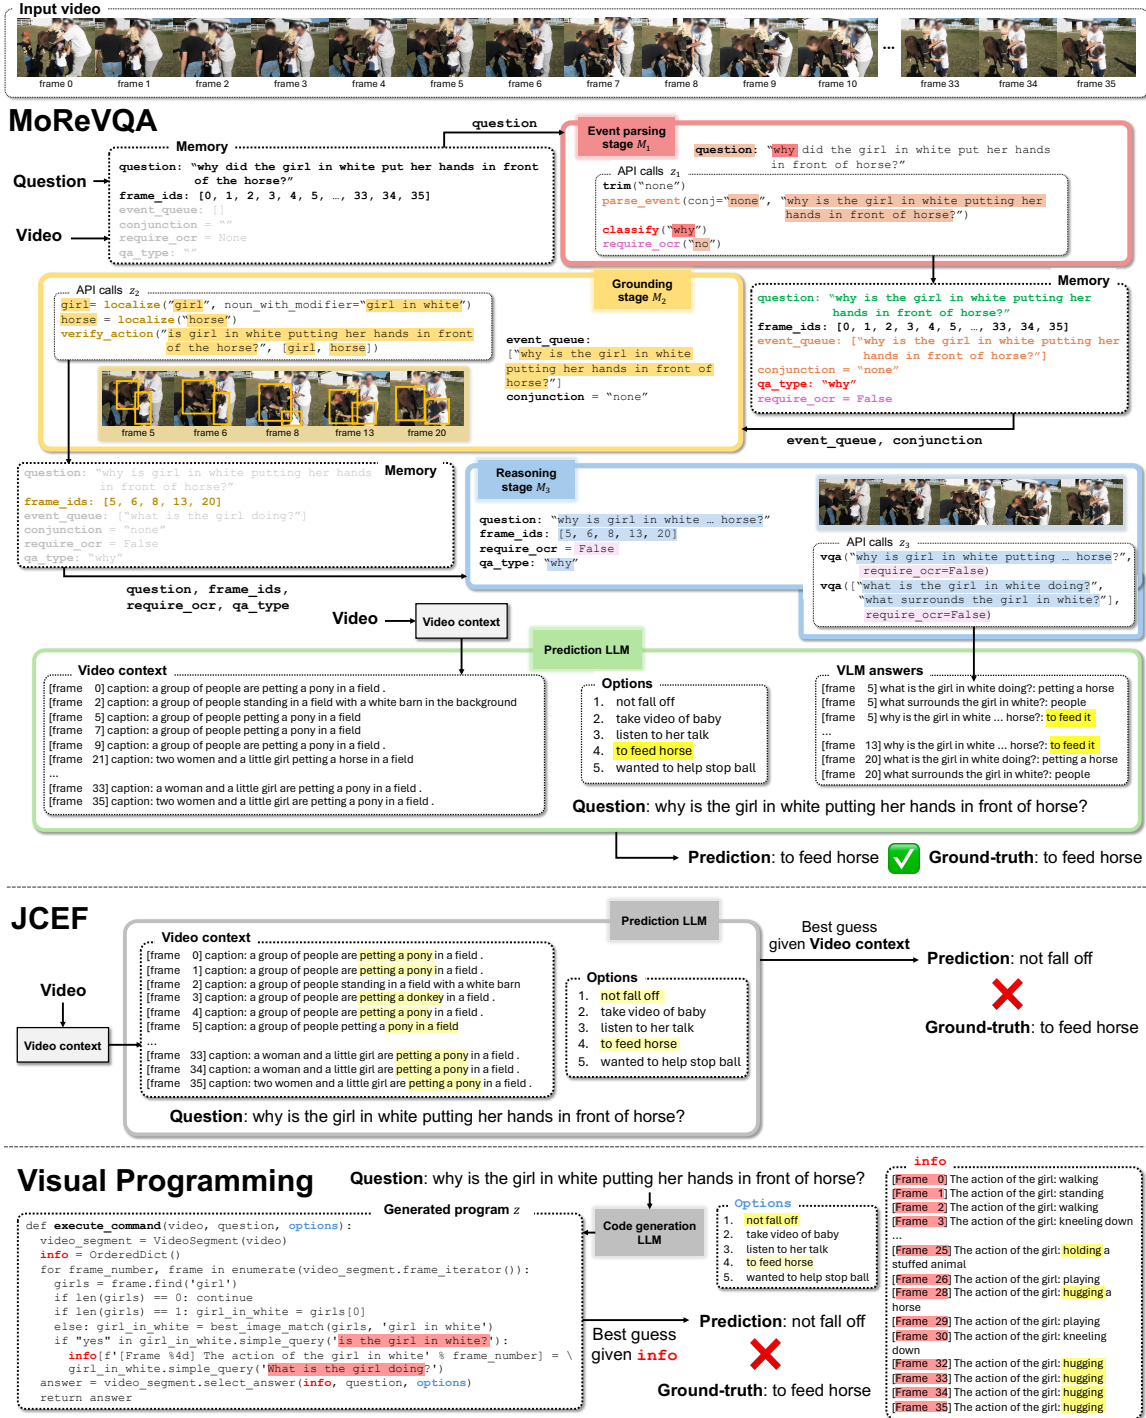 Input video
frame 0 frame 1 frame 2 frame 3 frame 4 frame 5 frame 6 frame 7 frame 8 frame 9 frame 10 ... frame 33 frame 34 frame 35
MoReVQA
question
Memory
Question
question: “why did the girl in white put her hands in front
of the horse?”
frame_ids: [0, 1, 2, 3, 4, 5, …, 33, 34, 35]
event_queue: []
conjunction = “”
Video
require_ocr = None
qa_type: “”
Event parsing
stage M1
question: “why did the girl in white put her hands
in front of horse?”
API calls z1
trim(“none”)
parse_event(conj=“none”, “why is the girl in white putting her
hands in front of horse?”)
classify(“why”)
require_ocr(“no”)
API calls z2
girl= localize(”girl”, noun_with_modifier=“girl in white”)
horse = localize(“horse”)
verify_action(”is girl in white putting her hands in front
of the horse?”, [girl, horse])
frame 5 frame 6 frame 8 frame 13 frame 20
Grounding
stage M2
event_queue:
[“why is the girl in white
putting her hands in front of
horse?”]
conjunction = “none”
Memory
question: “why is the girl in white putting her
hands in front of horse?”
frame_ids: [0, 1, 2, 3, 4, 5, …, 33, 34, 35]
event_queue: [“why is the girl in white putting her
hands in front of horse?”]
conjunction = “none”
qa_type: “why”
require_ocr = False
event_queue, conjunction
Memory
question: “why is girl in white putting her hands
in front of horse?”
frame_ids: [5, 6, 8, 13, 20]
event_queue: [“what is the girl doing?”]
conjunction = “none”
require_ocr = False
qa_type: “why”
question, frame_ids,
require_ocr, qa_type
Reasoning
stage M3
question: “why is girl in white … horse?”
frame_ids: [5, 6, 8, 13, 20]
require_ocr = False
qa_type: “why”
API calls z3
vqa(“why is girl in white putting … horse?”,
require_ocr=False)
vqa([“what is the girl in white doing?”,
“what surrounds the girl in white?”],
require_ocr=False)
Video
Video context
Prediction LLM
Video context
[frame 0] caption: a group of people are petting a pony in a field .
[frame 2] caption: a group of people standing in a field with a white barn in the background
[frame 5] caption: a group of people petting a pony in a field
[frame 7] caption: a group of people petting a pony in a field
[frame 9] caption: a group of people are petting a pony in a field .
[frame 21] caption: two women and a little girl petting a horse in a field
...
[frame 33] caption: a woman and a little girl are petting a pony in a field .
[frame 35] caption: two women and a little girl are petting a pony in a field .
Options
1. not fall off
2. take video of baby
3. listen to her talk
4. to feed horse
5. wanted to help stop ball
VLM answers
[frame 5] what is the girl in white doing?: petting a horse
[frame 5] what surrounds the girl in white?: people
[frame 5] why is the girl in white ... horse?: to feed it
...
[frame 13] why is the girl in white ... horse?: to feed it
[frame 20] what is the girl in white doing?: petting a horse
[frame 20] what surrounds the girl in white?: people
Question: why is the girl in white putting her hands in front of horse?
Prediction: to feed horse Ground-truth: to feed horse
JCEF
Prediction LLM
Video
Video context
Video context
[frame 0] caption: a group of people are petting a pony in a field .
[frame 1] caption: a group of people are petting a pony in a field .
[frame 2] caption: a group of people standing in a field with a white barn
[frame 3] caption: a group of people are petting a donkey in a field .
[frame 4] caption: a group of people are petting a pony in a field .
[frame 5] caption: a group of people petting a pony in a field
...
[frame 33] caption: a woman and a little girl are petting a pony in a field .
[frame 34] caption: a woman and a little girl are petting a pony in a field .
[frame 35] caption: two women and a little girl are petting a pony in a field .
Options
1. not fall off
2. take video of baby
3. listen to her talk
4. to feed horse
5. wanted to help stop ball
Question: why is the girl in white putting her hands in front of horse?
Best guess
given Video context
Prediction: not fall off
Ground-truth: to feed horse
Visual Programming
Question: why is the girl in white putting her hands in front of horse?
Generated program z
def execute_command(video, question, options):
video_segment = VideoSegment(video)
info = OrderedDict()
for frame_number, frame in enumerate(video_segment.frame_iterator()):
girls = frame.find('girl')
if len(girls) == 0: continue
if len(girls) == 1: girl_in_white = girls[0]
else: girl_in_white = best_image_match(girls, 'girl in white')
if "yes" in girl_in_white.simple_query('is the girl in white?'):
info[f'[Frame %4d] The action of the girl in white' % frame_number] = \
girl_in_white.simple_query('What is the girl doing?')
answer = video_segment.select_answer(info, question, options)
return answer
Code generation
LLM
Options
1. not fall off
2. take video of baby
3. listen to her talk
4. to feed horse
5. wanted to help stop ball
Best guess
given info
Prediction: not fall off
Ground-truth: to feed horse
info
[Frame 0] The action of the girl: walking
[Frame 1] The action of the girl: standing
[Frame 2] The action of the girl: walking
[Frame 3] The action of the girl: kneeling down
...
[Frame 25] The action of the girl: holding a
stuffed animal
[Frame 26] The action of the girl: playing
[Frame 28] The action of the girl: hugging a
horse
[Frame 29] The action of the girl: playing
[Frame 30] The action of the girl: kneeling
down
[Frame 32] The action of the girl: hugging
[Frame 33] The action of the girl: hugging
[Frame 34] The action of the girl: hugging
[Frame 35] The action of the girl: hugging